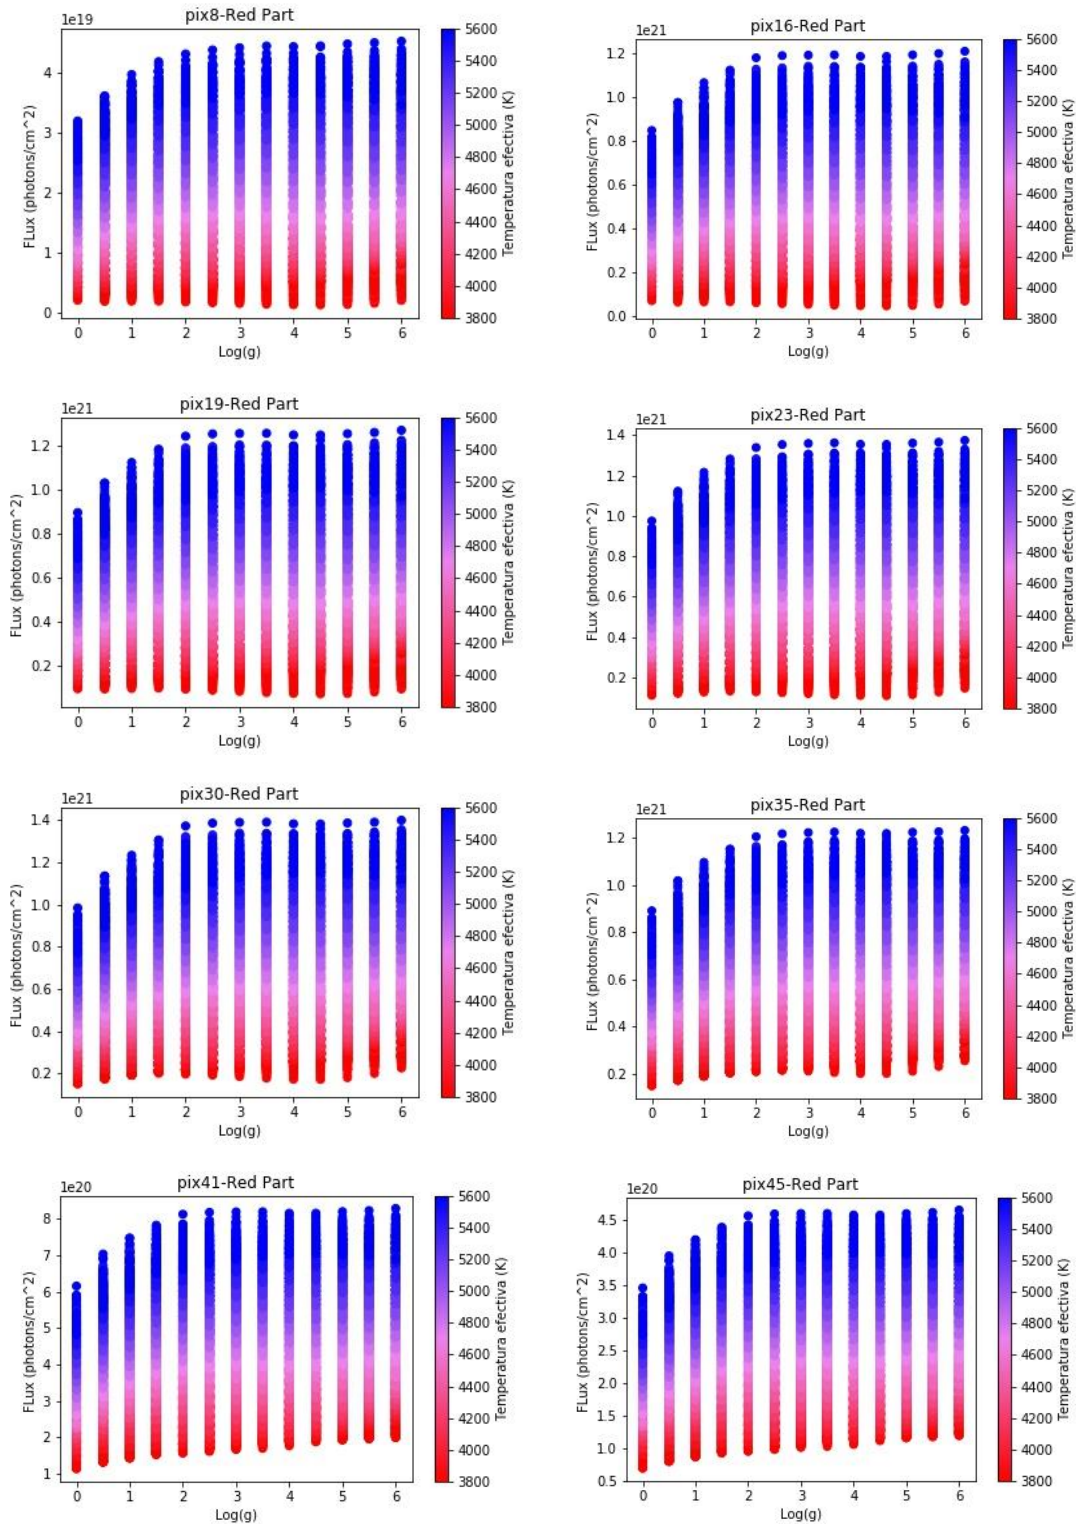 pix8-Red Part
1e19
FLux (photons/cm^2)
4
3
2
1
0
0 1 2 3 4 5 6
Log(g)
5600
5400
5200
5000
4800
4600
4400
4200
4000
3800
Temperatura efectiva (K)
pix16-Red Part
1e21
FLux (photons/cm^2)
1.2
1.0
0.8
0.6
0.4
0.2
0.0
0 1 2 3 4 5 6
Log(g)
5600
5400
5200
5000
4800
4600
4400
4200
4000
3800
Temperatura efectiva (K)
pix19-Red Part
1e21
FLux (photons/cm^2)
1.2
1.0
0.8
0.6
0.4
0.2
0 1 2 3 4 5 6
Log(g)
5600
5400
5200
5000
4800
4600
4400
4200
4000
3800
Temperatura efectiva (K)
pix23-Red Part
1e21
FLux (photons/cm^2)
1.4
1.2
1.0
0.8
0.6
0.4
0.2
0 1 2 3 4 5 6
Log(g)
5600
5400
5200
5000
4800
4600
4400
4200
4000
3800
Temperatura efectiva (K)
pix30-Red Part
1e21
FLux (photons/cm^2)
1.4
1.2
1.0
0.8
0.6
0.4
0.2
0 1 2 3 4 5 6
Log(g)
5600
5400
5200
5000
4800
4600
4400
4200
4000
3800
Temperatura efectiva (K)
pix35-Red Part
1e21
FLux (photons/cm^2)
1.2
1.0
0.8
0.6
0.4
0.2
0 1 2 3 4 5 6
Log(g)
5600
5400
5200
5000
4800
4600
4400
4200
4000
3800
Temperatura efectiva (K)
pix41-Red Part
1e20
FLux (photons/cm^2)
8
7
6
5
4
3
2
1
0 1 2 3 4 5 6
Log(g)
5600
5400
5200
5000
4800
4600
4400
4200
4000
3800
Temperatura efectiva (K)
pix45-Red Part
1e20
FLux (photons/cm^2)
4.5
4.0
3.5
3.0
2.5
2.0
1.5
1.0
0.5
0 1 2 3 4 5 6
Log(g)
5600
5400
5200
5000
4800
4600
4400
4200
4000
3800
Temperatura efectiva (K)